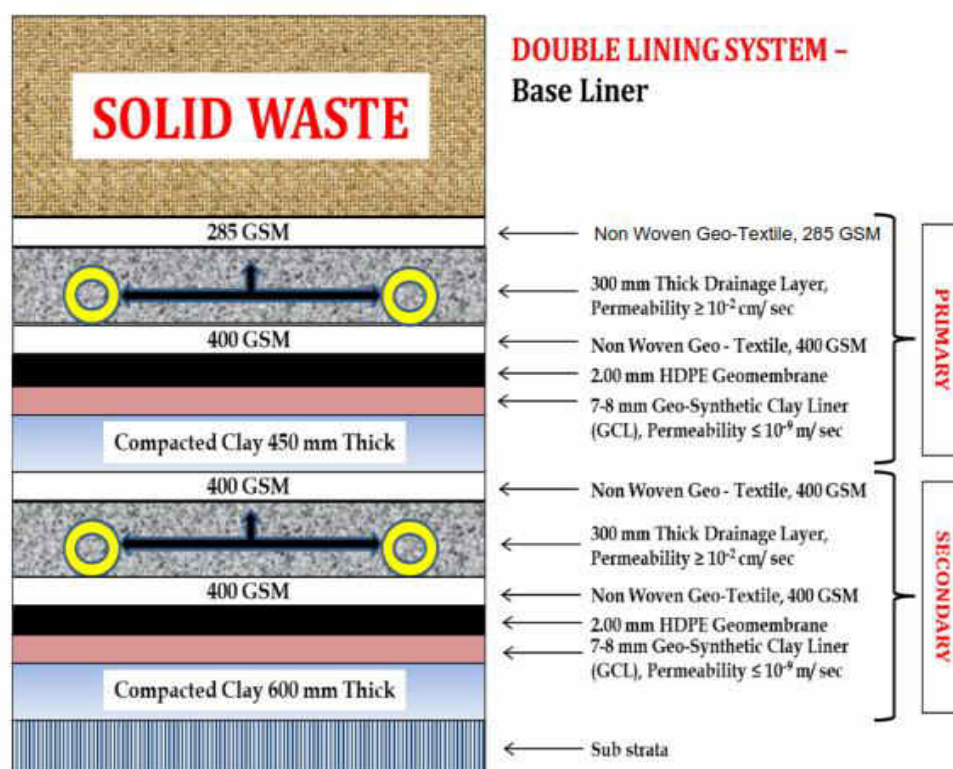 DOUBLE LINING SYSTEM –
Base Liner
SOLID WASTE
285 GSM
Non Woven Geo-Textile, 285 GSM
300 mm Thick Drainage Layer,
Permeability ≥ 10⁻² cm/ sec
400 GSM
Non Woven Geo - Textile, 400 GSM
2.00 mm HDPE Geomembrane
7-8 mm Geo-Synthetic Clay Liner
(GCL), Permeability ≤ 10⁻⁹ m/ sec
Compacted Clay 450 mm Thick
PRIMARY
400 GSM
Non Woven Geo - Textile, 400 GSM
300 mm Thick Drainage Layer,
Permeability ≥ 10⁻² cm/ sec
400 GSM
Non Woven Geo-Textile, 400 GSM
2.00 mm HDPE Geomembrane
7-8 mm Geo-Synthetic Clay Liner
(GCL), Permeability ≤ 10⁻⁹ m/ sec
Compacted Clay 600 mm Thick
SECONDARY
Sub strata